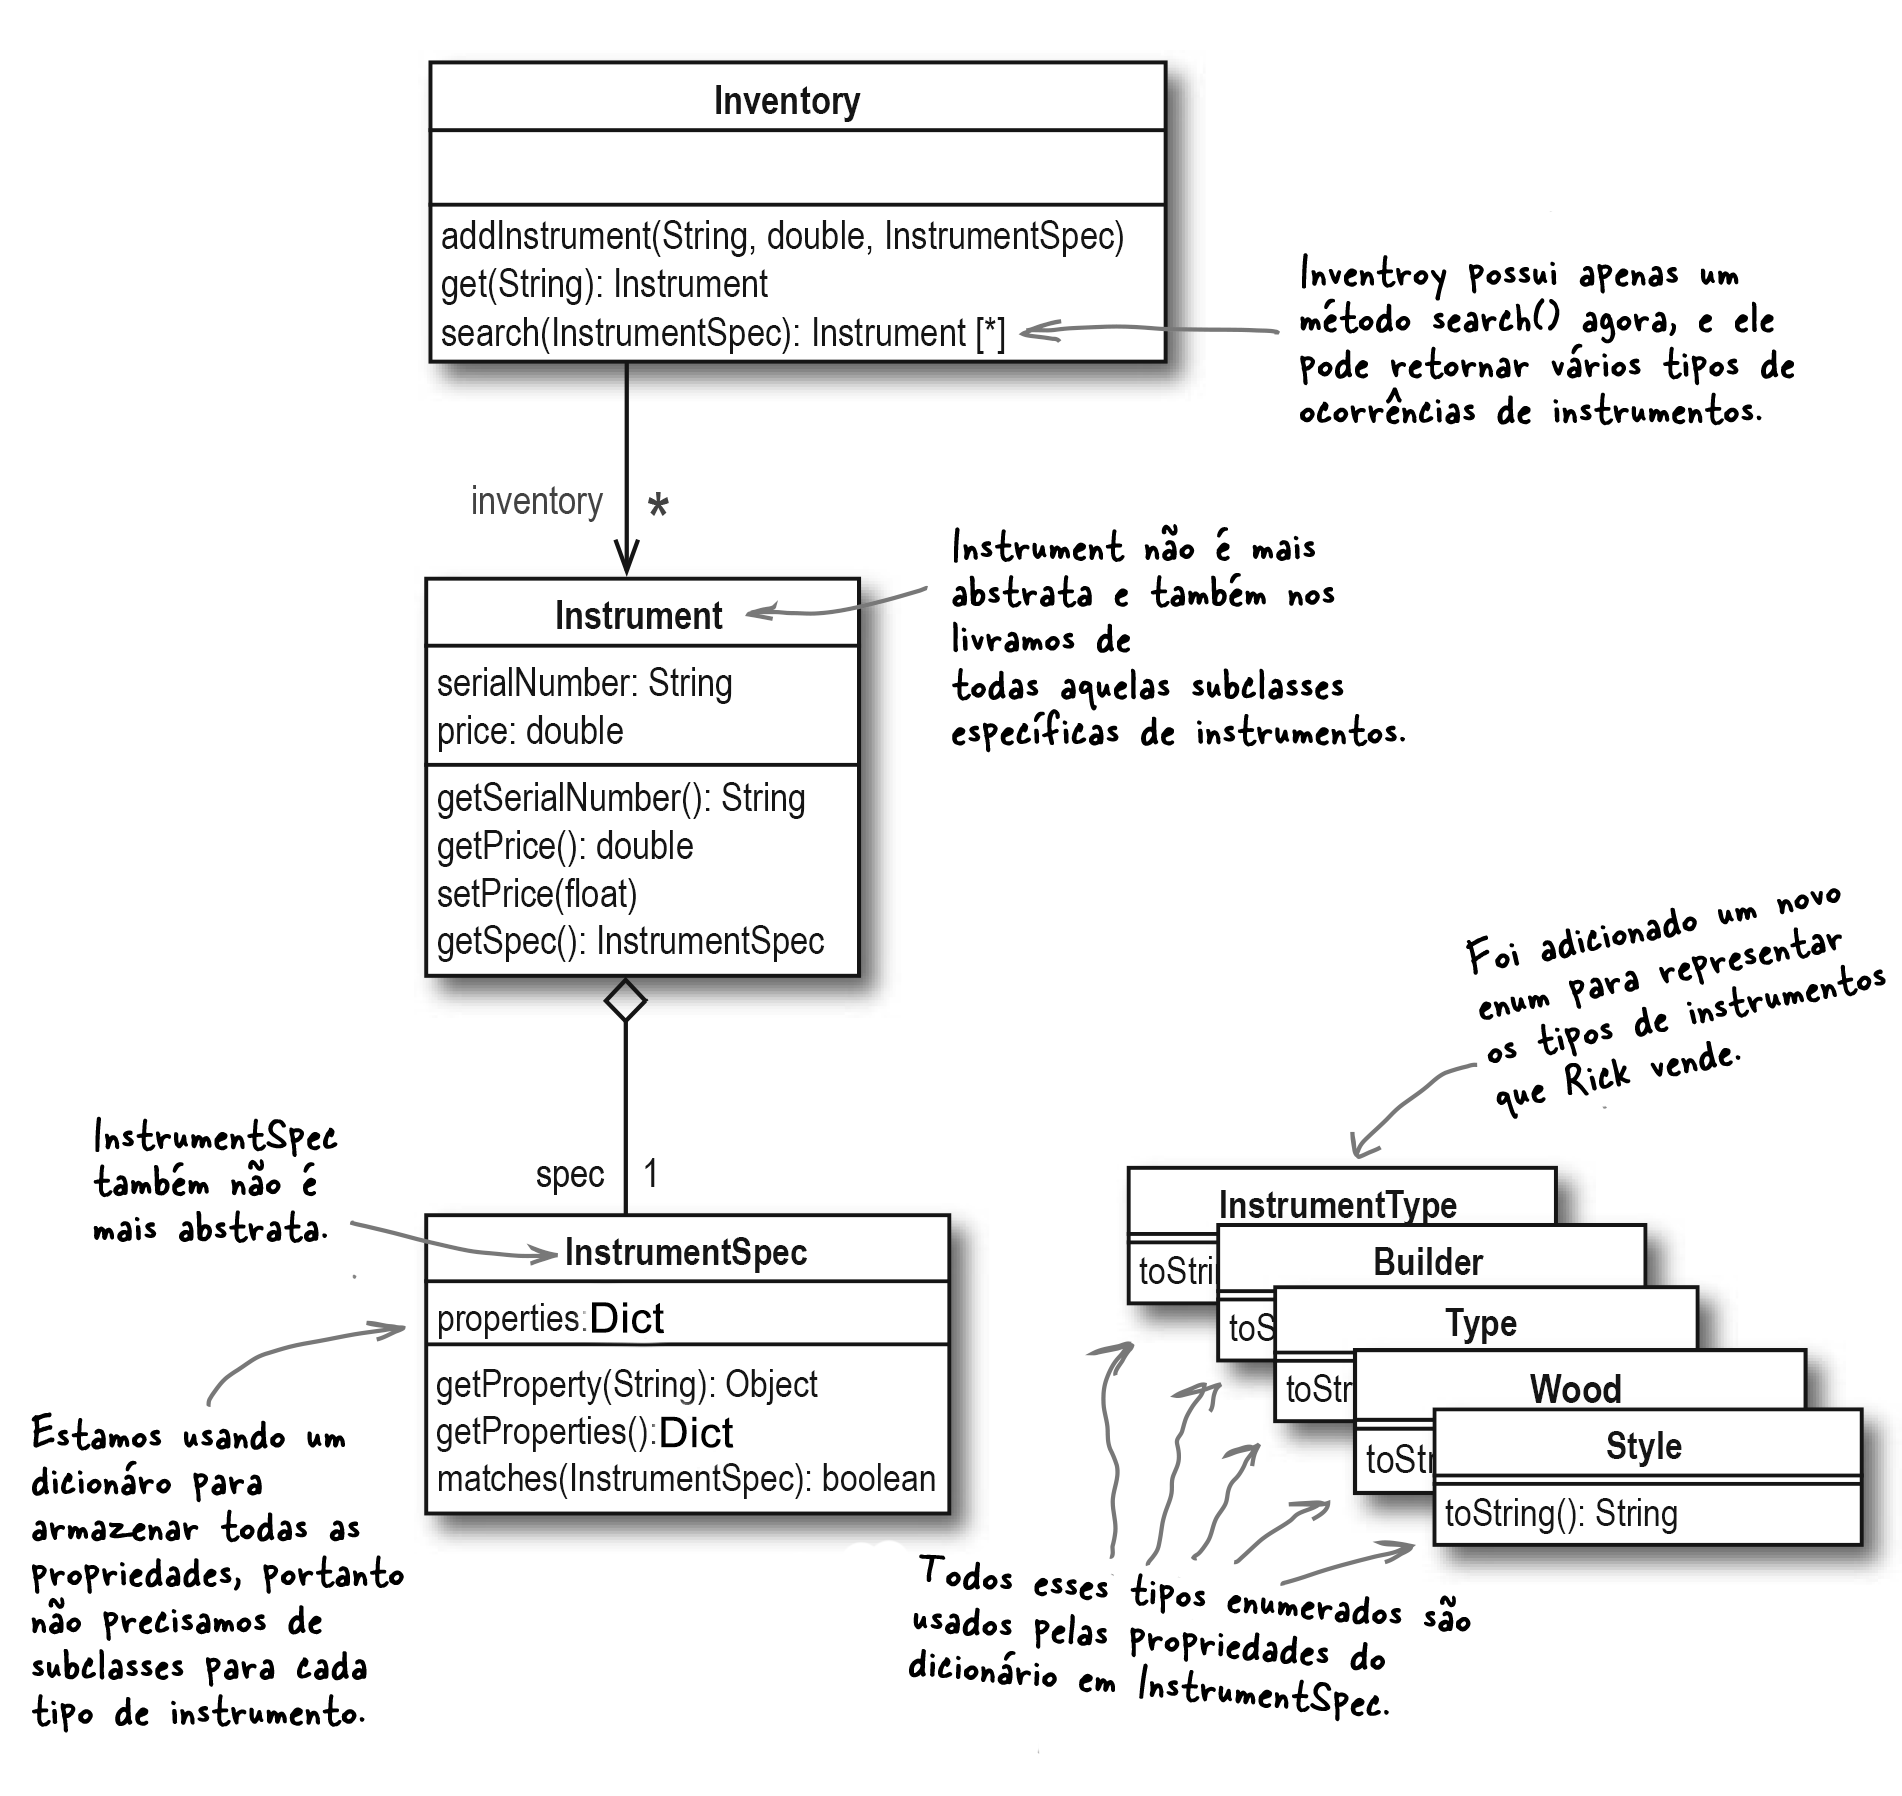 Inventory
addInstrument(String, double, InstrumentSpec)
get(String): Instrument
search(InstrumentSpec): Instrument [*]
Inventroy possui apenas um
método search() agora, e ele
pode retornar vários tipos de
ocorrências de instrumentos.
inventory *
Instrument
serialNumber: String
price: double
getSerialNumber(): String
getPrice(): double
setPrice(float)
getSpec(): InstrumentSpec
Instrument não é mais
abstrata e também nos
livramos de
todas aquelas subclasses
específicas de instrumentos.
spec 1
InstrumentSpec
também não é
mais abstrata.
InstrumentSpec
properties:Dict
getProperty(String): Object
getProperties():Dict
matches(InstrumentSpec): boolean
Estamos usando um
dicionáro para
armazenar todas as
propriedades, portanto
não precisamos de
subclasses para cada
tipo de instrumento.
Foi adicionado um novo
enum para representar
os tipos de instrumentos
que Rick vende.
InstrumentType
toStri
Builder
toS
Type
toStr
Wood
toStr
Style
toString(): String
Todos esses tipos enumerados são
usados pelas propriedades do
dicionário em InstrumentSpec.